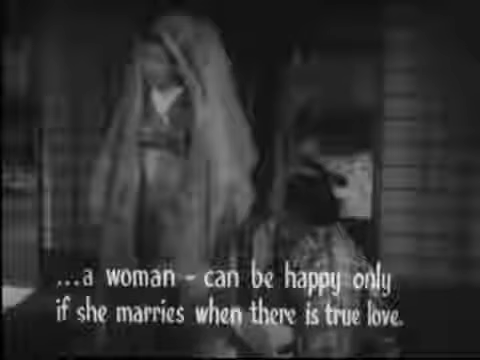 ...a woman - can be happy only
if she marries when there is true love.